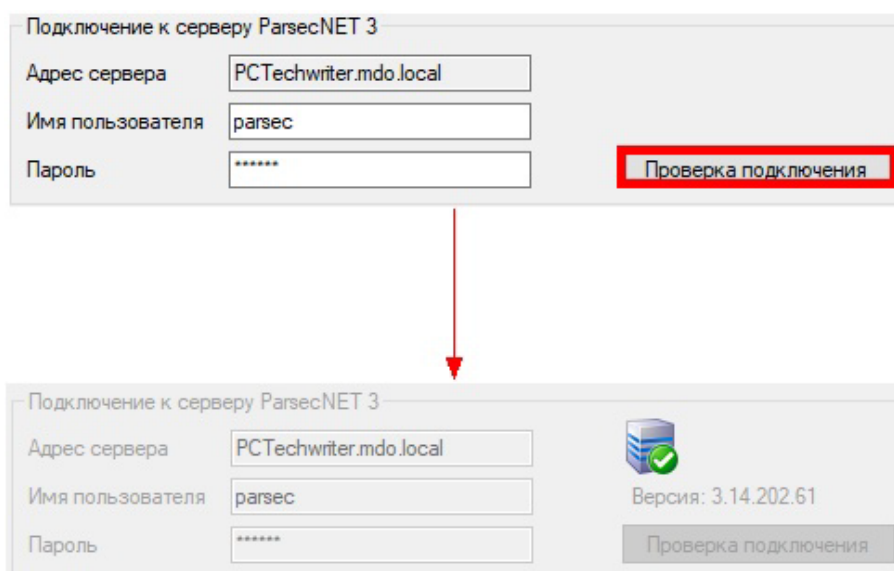 Подключение к серверу ParsecNET 3
Адрес сервера PCTechwriter.mdo.local
Имя пользователя parsec
Пароль ****** Проверка подключения
Подключение к серверу ParsecNET 3
Адрес сервера PCTechwriter.mdo.local
Имя пользователя parsec Версия: 3.14.202.61
Пароль ****** Проверка подключения